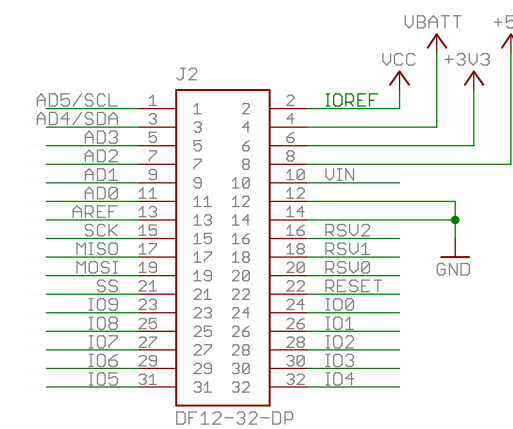 VBATT +5
VCC +3V3
J2
AD5/SCL 1 1 2 2 IOREF
AD4/SDA 3 3 4 4
AD3 5 5 6 6
AD2 7 7 8 8
AD1 9 9 10 10 VIN
AD0 11 11 12 12
AREF 13 13 14 14
SCK 15 15 16 16 RSV2
MISO 17 17 18 18 RSV1
MOSI 19 19 20 20 RSV0
SS 21 21 22 22 RESET
IO9 23 23 24 24 IO0
IO8 25 25 26 26 IO1
IO7 27 27 28 28 IO2
IO6 29 29 30 30 IO3
IO5 31 31 32 32 IO4
GND
DF12-32-DP